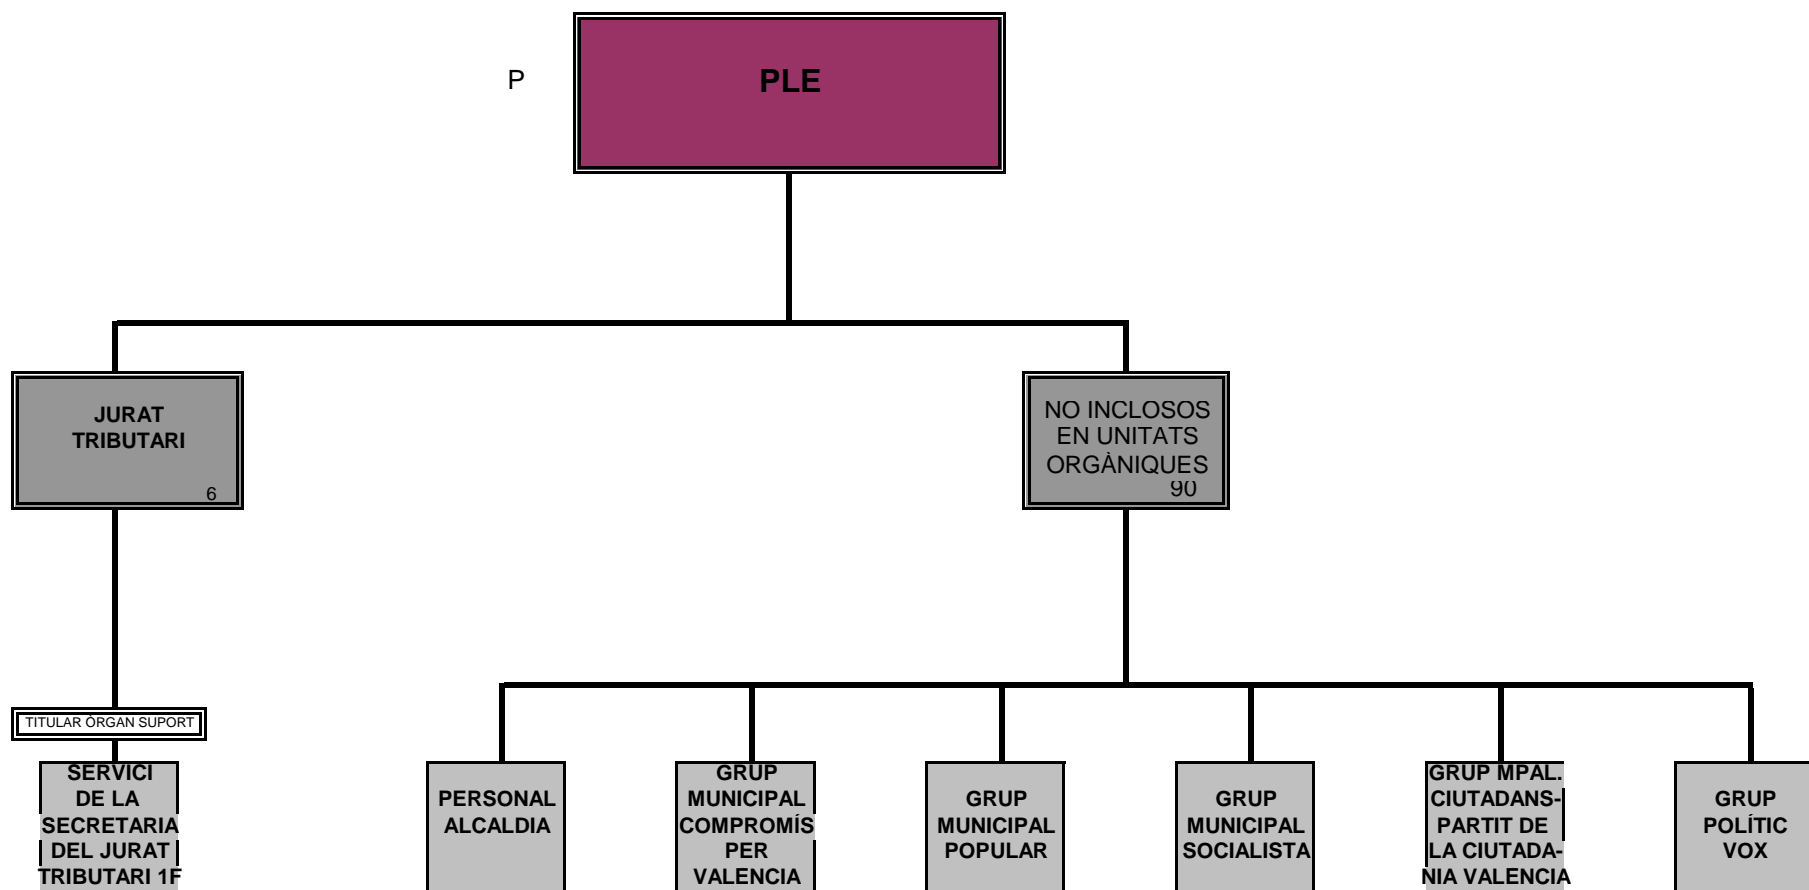 P
PLE
JURAT
TRIBUTARI
6
NO INCLOSOS
EN UNITATS
ORGÀNIQUES
90
TITULAR ÒRGAN SUPORT
SERVICI
DE LA
SECRETARIA
DEL JURAT
TRIBUTARI 1F
PERSONAL
ALCALDIA
GRUP
MUNICIPAL
COMPROMÍS
PER
VALENCIA
GRUP
MUNICIPAL
POPULAR
GRUP
MUNICIPAL
SOCIALISTA
GRUP MPAL.
CIUTADANS-
PARTIT DE
LA CIUTADA-
NIA VALENCIA
GRUP
POLÍTIC
VOX